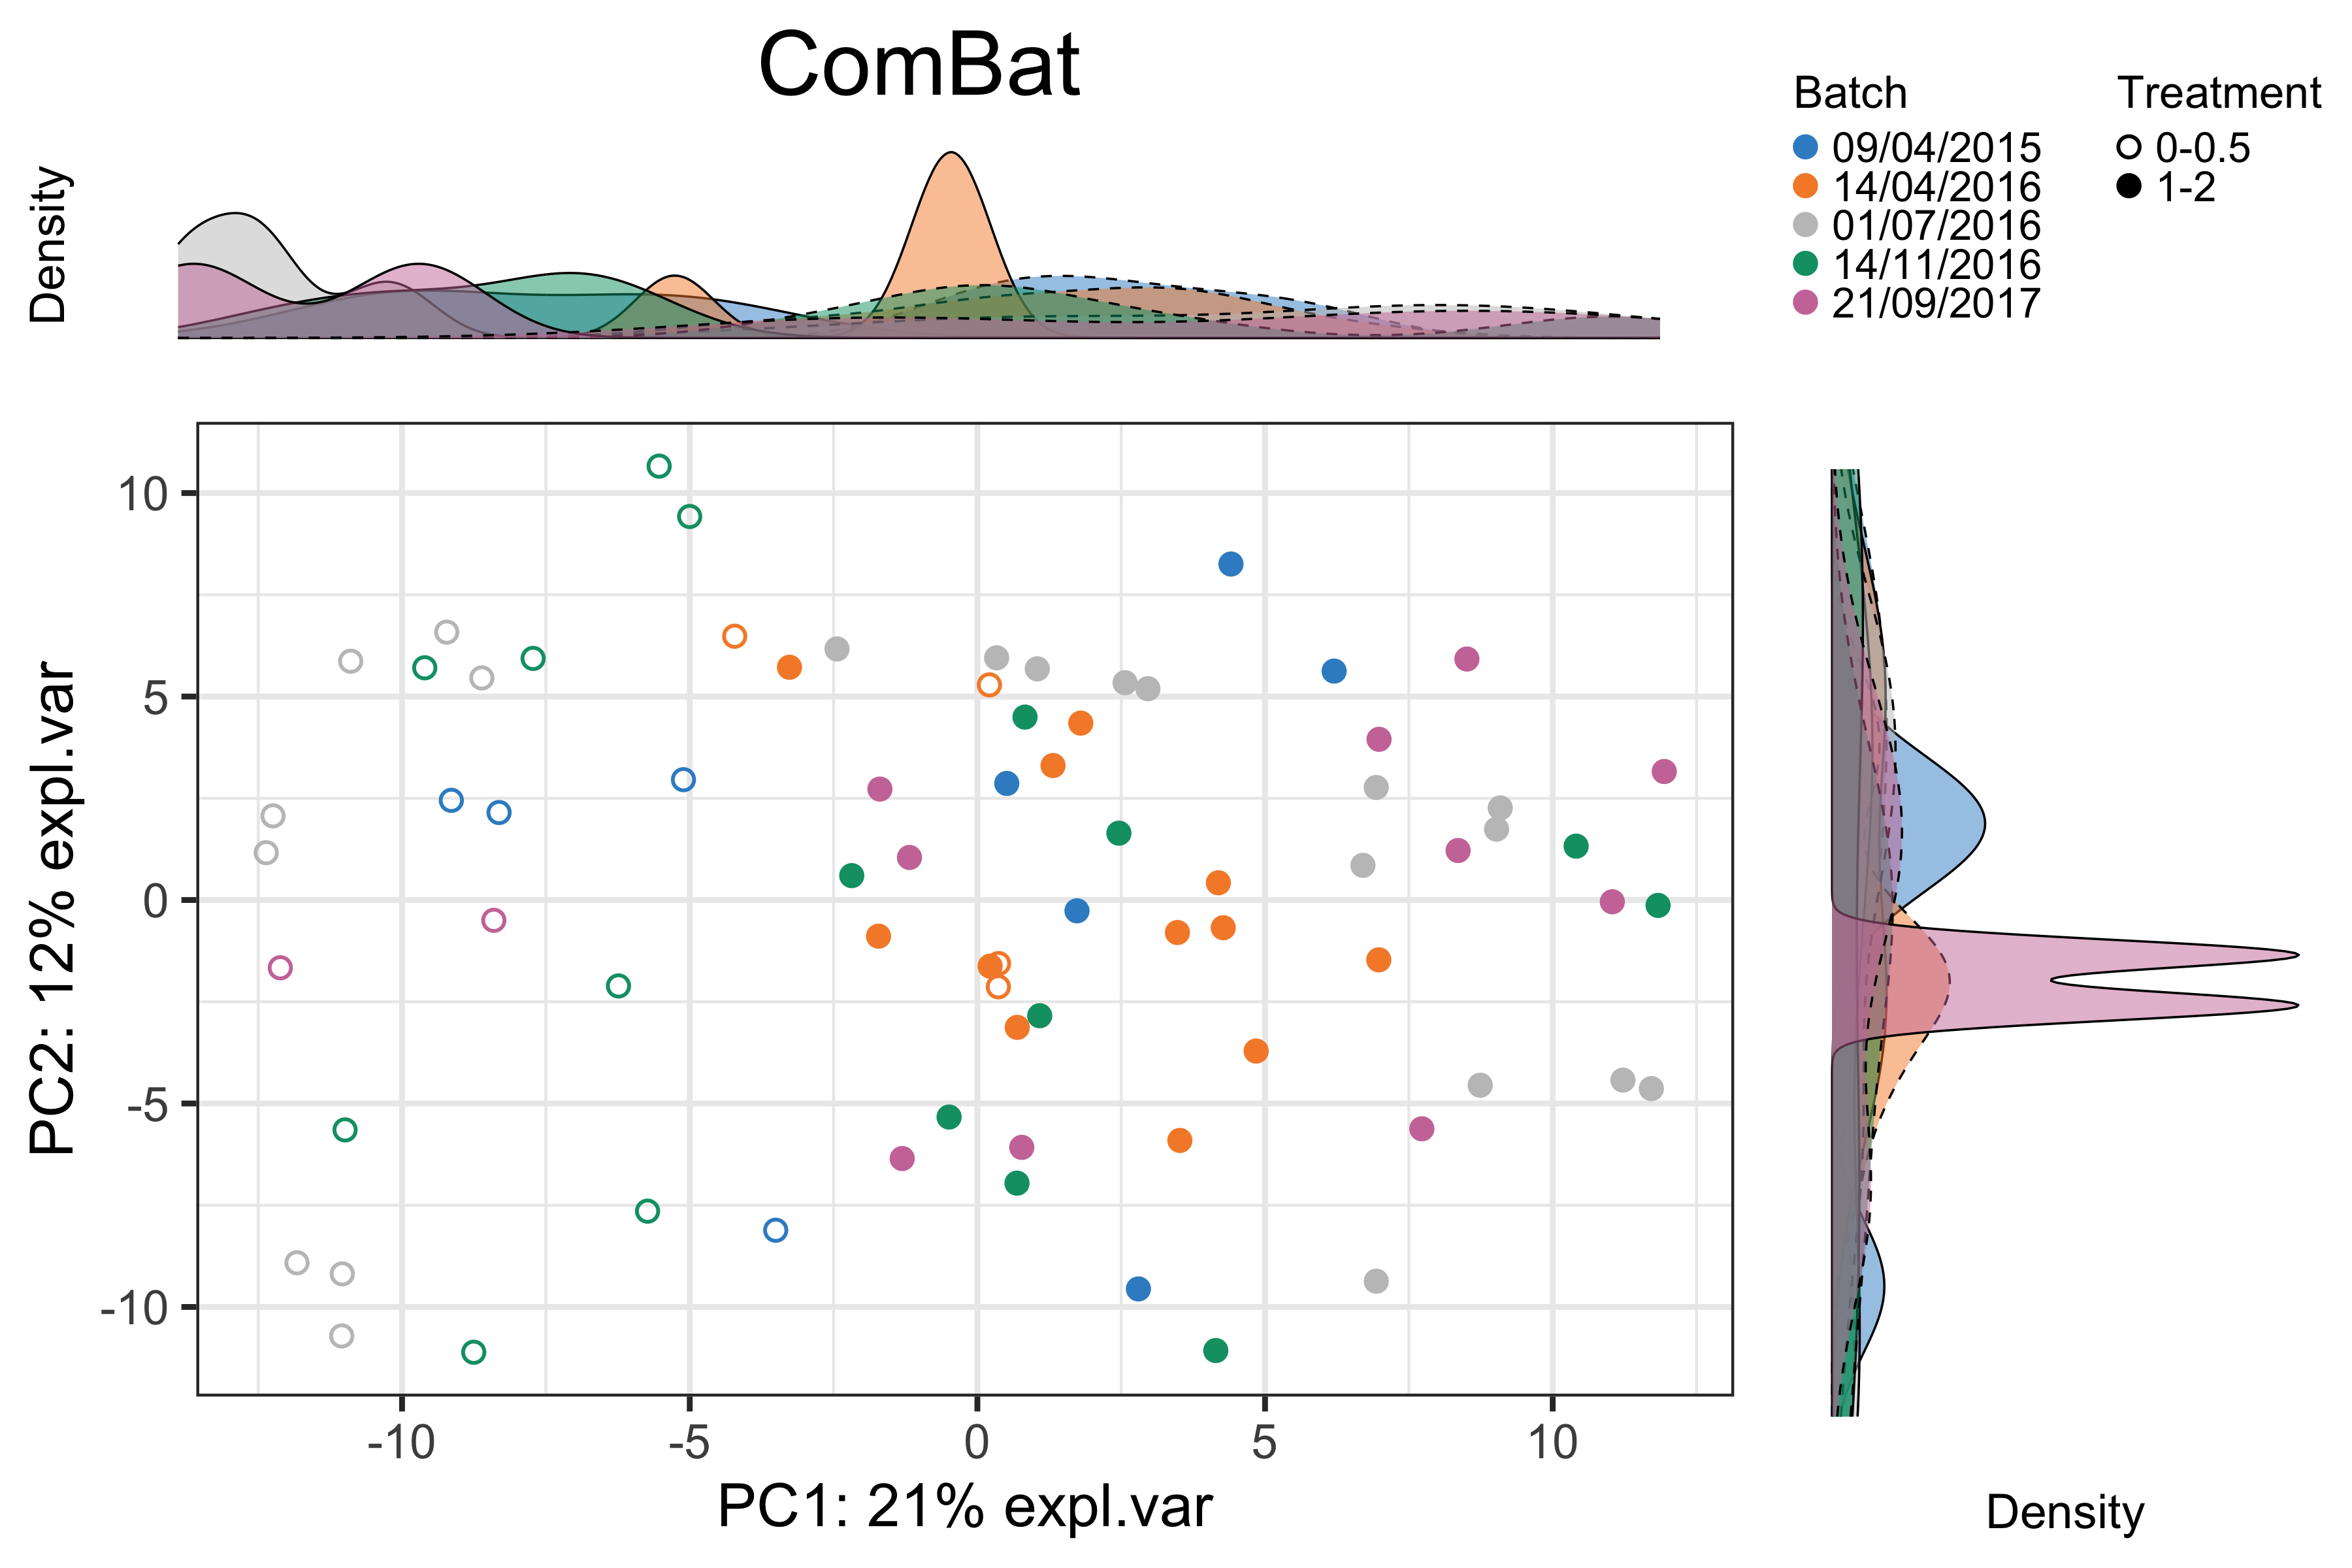 ComBat
Density
Batch
09/04/2015
14/04/2016
01/07/2016
14/11/2016
21/09/2017
Treatment
0-0.5
1-2
PC2: 12% expl.var
10
5
0
-5
-10
-10
-5
0
5
10
PC1: 21% expl.var
Density